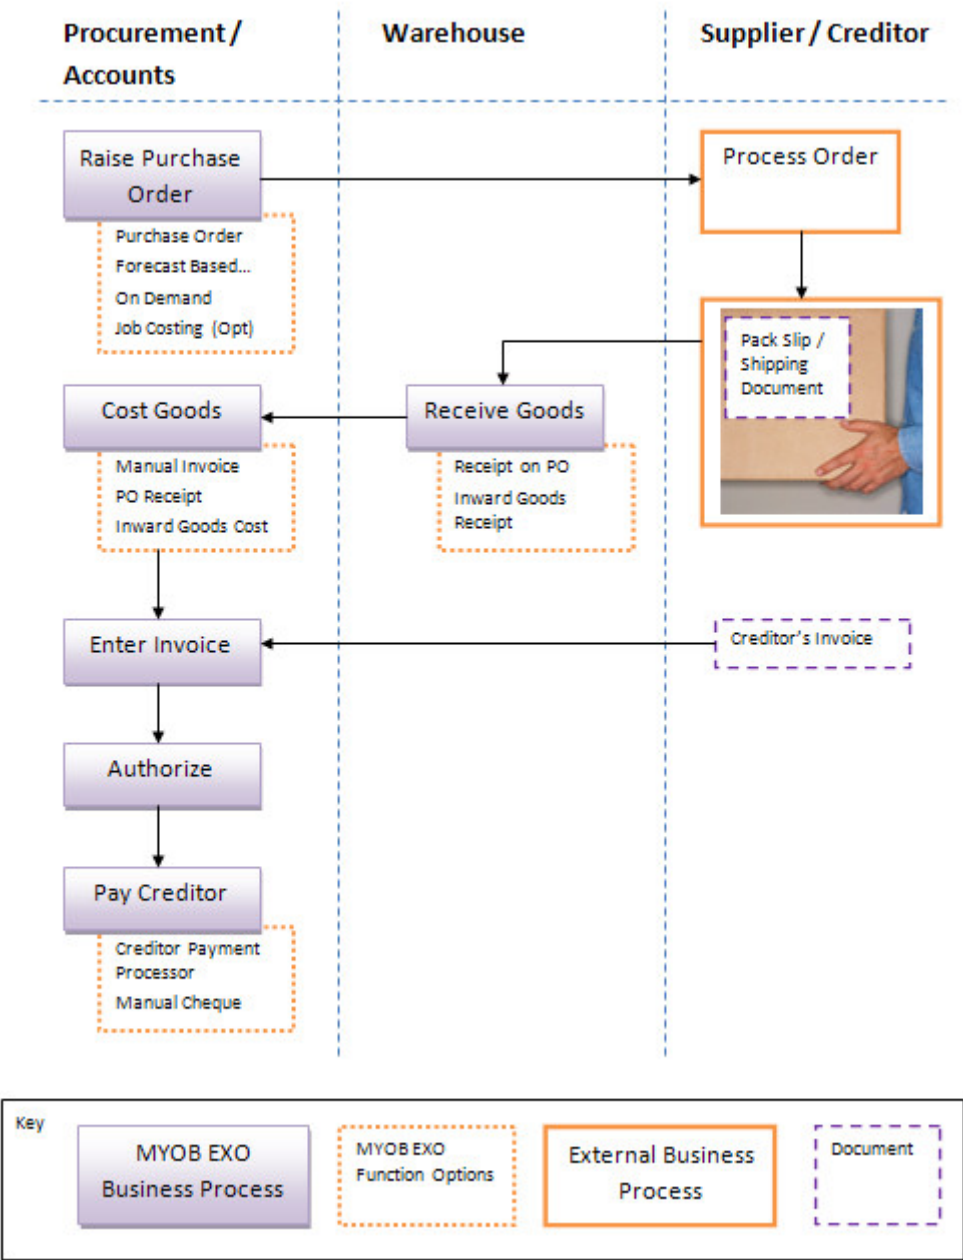 Procurement / Accounts
Warehouse
Supplier / Creditor
Raise Purchase
Order
Purchase Order
Forecast Based...
On Demand
Job Costing (Opt)
Process Order
Pack Slip /
Shipping
Document
Cost Goods
Manual Invoice
PO Receipt
Inward Goods Cost
Receive Goods
Receipt on PO
Inward Goods
Receipt
Enter Invoice
Creditor's Invoice
Authorize
Pay Creditor
Creditor Payment
Processor
Manual Cheque
Key
MYOB EXO
Business Process
MYOB EXO
Function Options
External Business
Process
Document